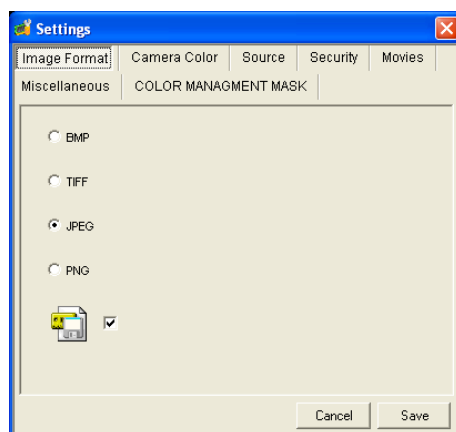 Settings
Image Format Camera Color Source Security Movies
Miscellaneous COLOR MANAGMENT MASK
BMP
TIFF
JPEG
PNG
Cancel Save